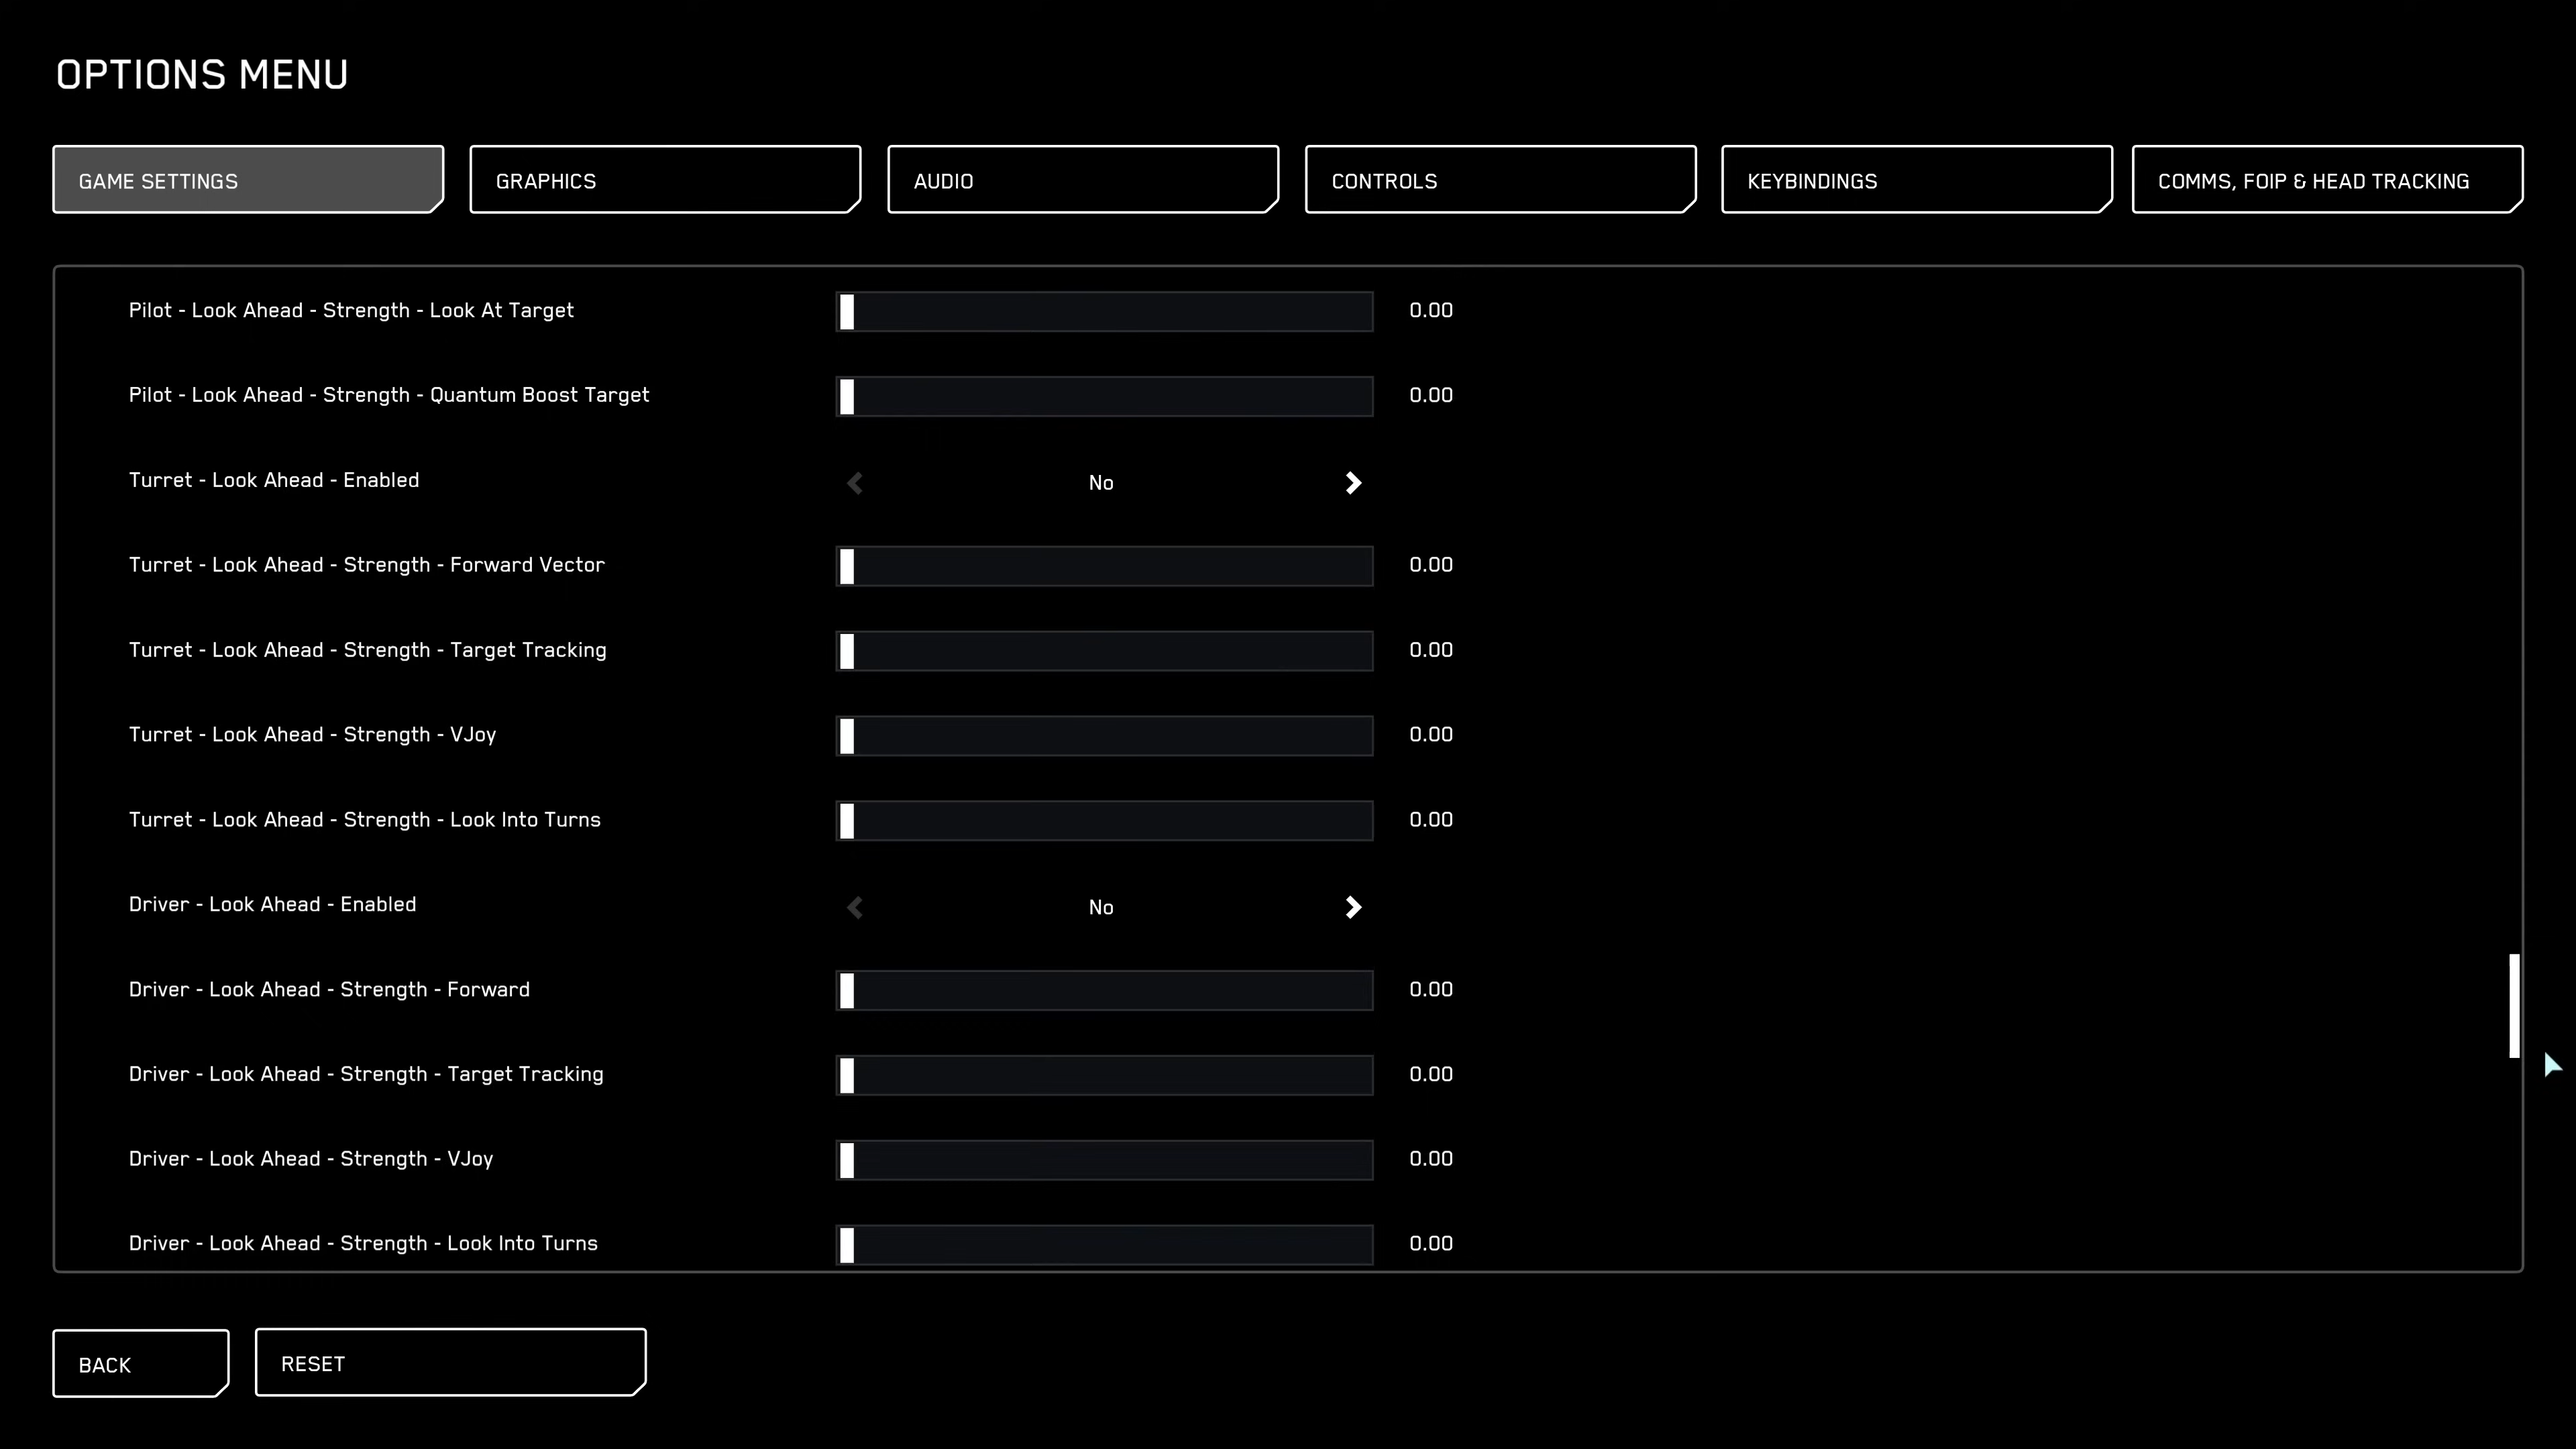 OPTIONS MENU
GAME SETTINGS
GRAPHICS
AUDIO
CONTROLS
KEYBINDINGS
COMMS, FOIP & HEAD TRACKING
Pilot - Look Ahead - Strength - Look At Target 0.00
Pilot - Look Ahead - Strength - Quantum Boost Target 0.00
Turret - Look Ahead - Enabled No
Turret - Look Ahead - Strength - Forward Vector 0.00
Turret - Look Ahead - Strength - Target Tracking 0.00
Turret - Look Ahead - Strength - VJoy 0.00
Turret - Look Ahead - Strength - Look Into Turns 0.00
Driver - Look Ahead - Enabled No
Driver - Look Ahead - Strength - Forward 0.00
Driver - Look Ahead - Strength - Target Tracking 0.00
Driver - Look Ahead - Strength - VJoy 0.00
Driver - Look Ahead - Strength - Look Into Turns 0.00
BACK
RESET